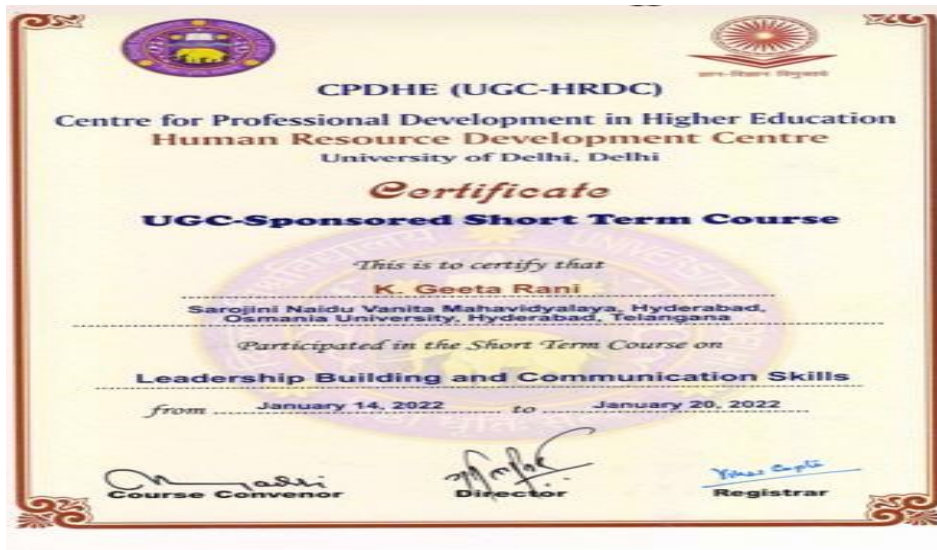 ज्ञान-विज्ञान विमुक्तये
CPDHE (UGC-HRDC)
Centre for Professional Development in Higher Education
Human Resource Development Centre
University of Delhi, Delhi
Certificate
UGC-Sponsored Short Term Course
This is to certify that
K. Geeta Rani
Sarojini Naidu Vanita Mahavidyalaya, Hyderabad,
Osmania University, Hyderabad, Telangana
Participated in the Short Term Course on
Leadership Building and Communication Skills
from January 14, 2022 to January 20, 2022
Course Convenor Director Registrar